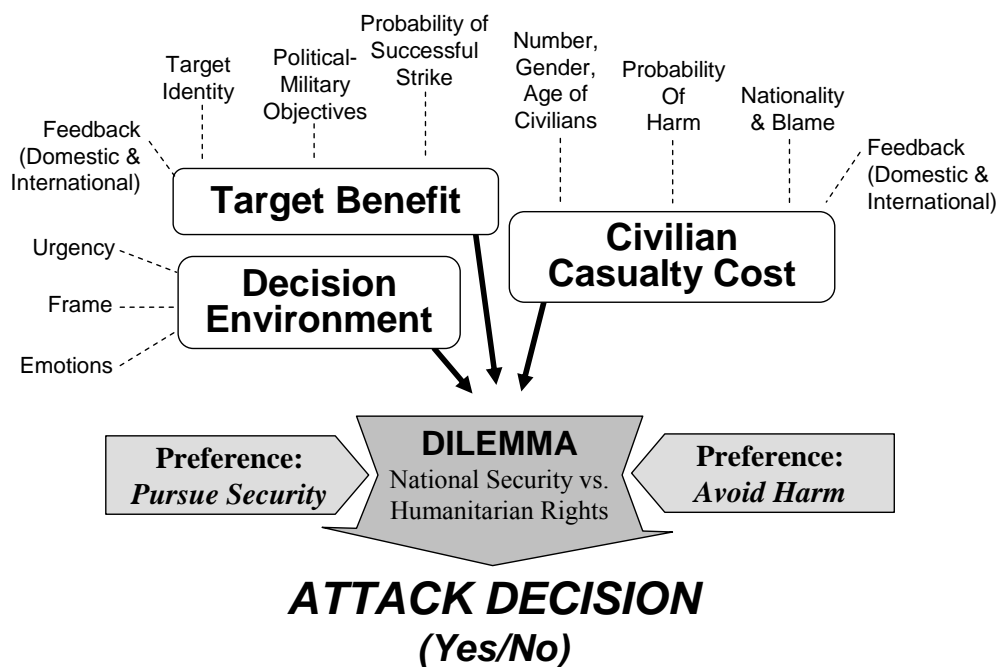 Target
Identity
Political-
Military
Objectives
Probability of
Successful
Strike
Number,
Gender,
Age of
Civilians
Probability
Of
Harm
Nationality
& Blame
Feedback
(Domestic &
International)
Feedback
(Domestic &
International)
Target Benefit
Civilian
Casualty Cost
Urgency
Frame
Emotions
Decision
Environment
Preference:
Pursue Security
DILEMMA
National Security vs.
Humanitarian Rights
Preference:
Avoid Harm
ATTACK DECISION
(Yes/No)